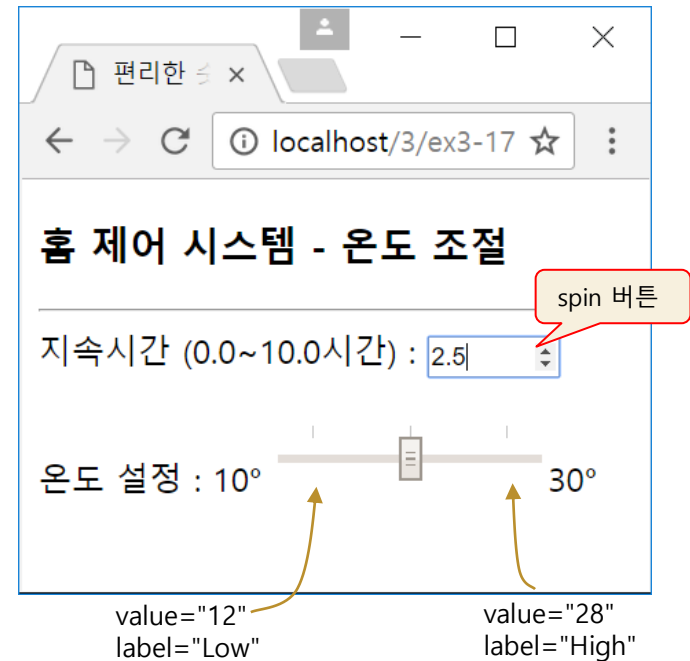 편리한
localhost/3/ex3-17
홈 제어 시스템 - 온도 조절
spin 버튼
지속시간 (0.0~10.0시간) : 2.5
온도 설정 : 10° 30°
value="12"
label="Low"
value="28"
label="High"